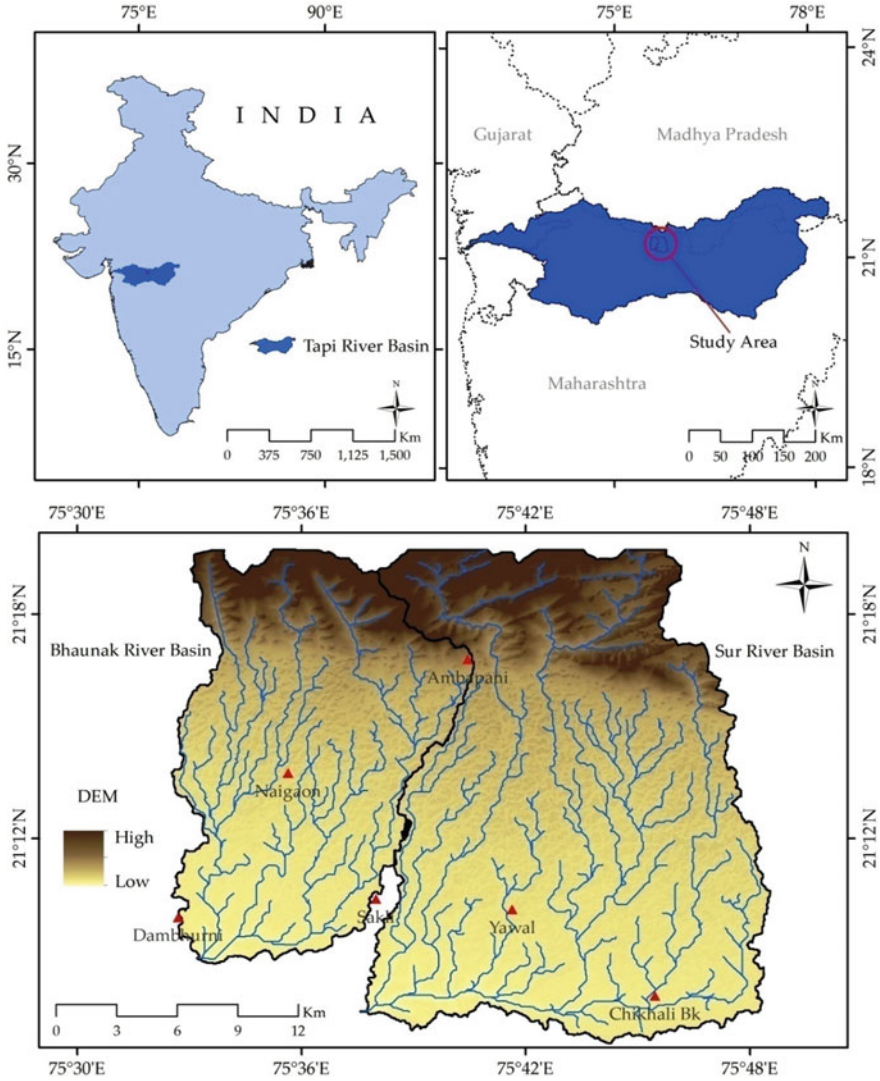 75°E 90°E
I N D I A
30°N
15°N
Tapi River Basin
N
Km
0 375 750 1,125 1,500
75°E 78°E
24°N
Gujarat
Madhya Pradesh
21°N
Study Area
Maharashtra
N
Km
0 50 100 150 200
18°N
75°30'E 75°36'E 75°42'E 75°48'E
N
21°18'N 21°18'N
Bhaunak River Basin
Sur River Basin
Ambapani
Naigaon
DEM
High
Low
21°12'N 21°12'N
Sakli
Yawal
Dambhurni
Chikhali Bk
Km
0 3 6 9 12
75°30'E 75°36'E 75°42'E 75°48'E